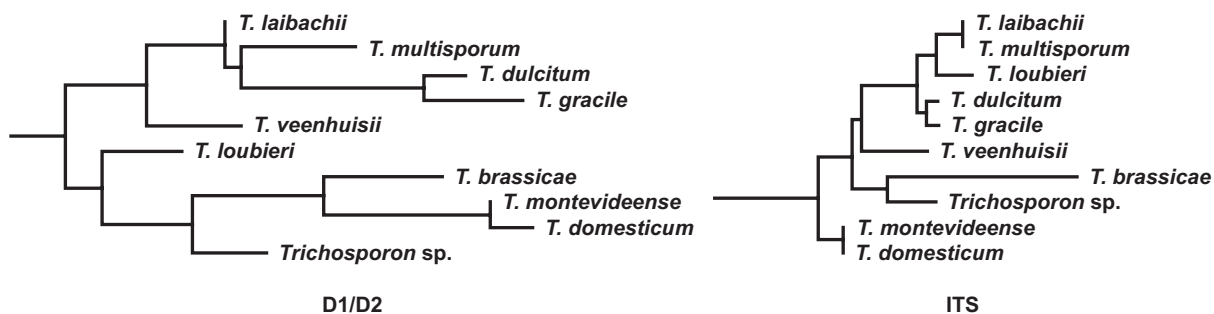 T. laibachii
T. multisporum
T. dulcitum
T. gracile
T. veenhuisii
T. loubieri
T. brassicae
T. montevideense
T. domesticum
Trichosporon sp.
D1/D2
T. laibachii
T. multisporum
T. loubieri
T. dulcitum
T. gracile
T. veenhuisii
T. brassicae
Trichosporon sp.
T. montevideense
T. domesticum
ITS